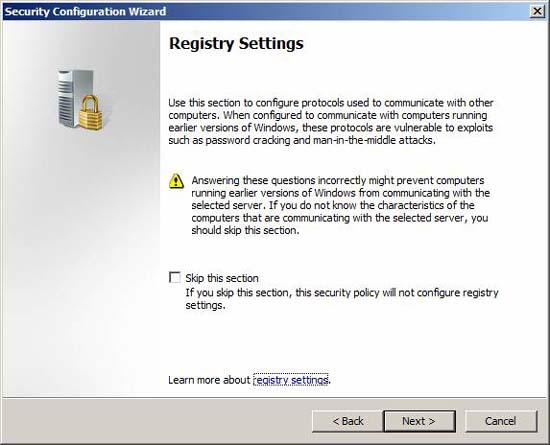 Security Configuration Wizard
Registry Settings
Use this section to configure protocols used to communicate with other
computers. When configured to communicate with computers running
earlier versions of Windows, these protocols are vulnerable to exploits
such as password cracking and man-in-the-middle attacks.
Answering these questions incorrectly might prevent computers
running earlier versions of Windows from communicating with the
selected server. If you do not know the characteristics of the
computers that are communicating with the selected server, you
should skip this section.
Skip this section
If you skip this section, this security policy will not configure registry
settings.
Learn more about registry settings.
< Back
Next >
Cancel